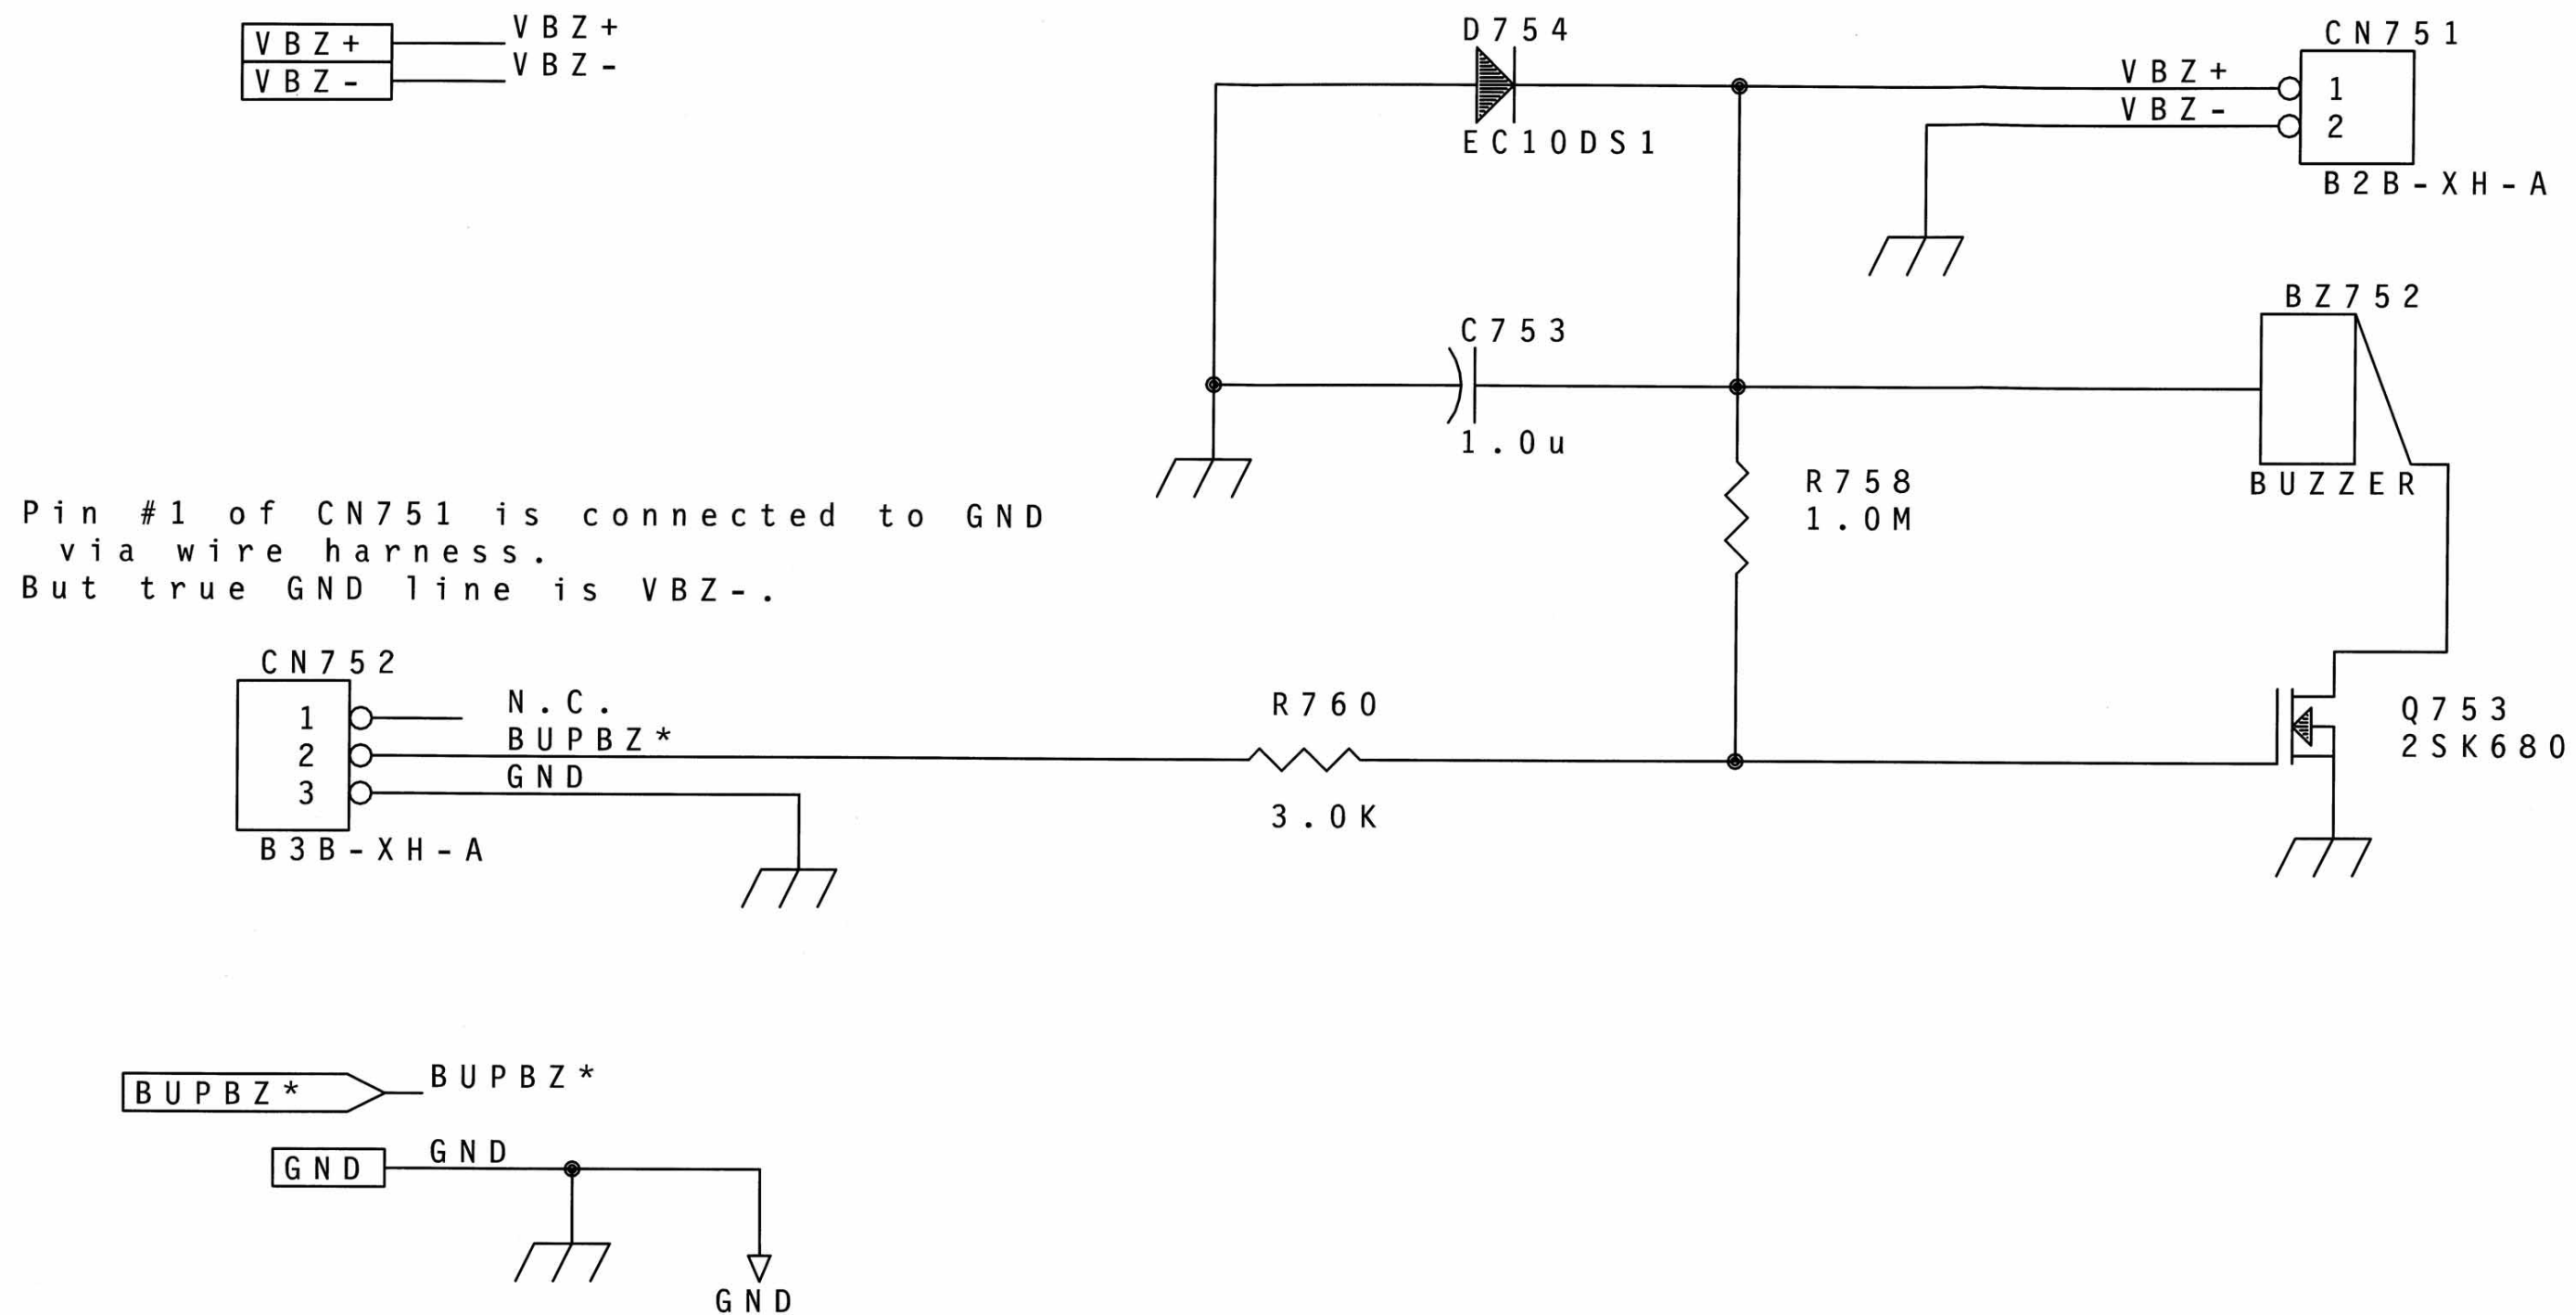 VBZ+ VBZ+
VBZ- VBZ-
D754
EC10DS1
CN751
VBZ+ 1
VBZ- 2
B2B-XH-A
C753
1.0u
BZ752
BUZZER
R758
1.0M
Pin #1 of CN751 is connected to GND
via wire harness.
But true GND line is VBZ-.
CN752
1 N.C.
2 BUPBZ*
3 GND
B3B-XH-A
R760
3.0K
Q753
2SK680
BUPBZ* BUPBZ*
GND GND
GND